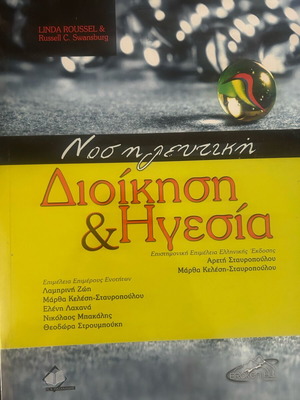 LINDA ROUSSEL &
Russell C. Swansburg
Νοσηλευτική
Διοίκηση
& Ηγεσία
Επιστημονική Επιμέλεια Ελληνικής Έκδοσης
Αρετή Σταυροπούλου
Μάρθα Κελέση-Σταυροπούλου
Επιμέλεια Επιμέρους Ενοτήτων
Λαμπρινή Ζώη
Μάρθα Κελέση-Σταυροπούλου
Ελένη Λαχανά
Νικόλαος Μπακάλης
Θεοδώρα Στρουμπούκη